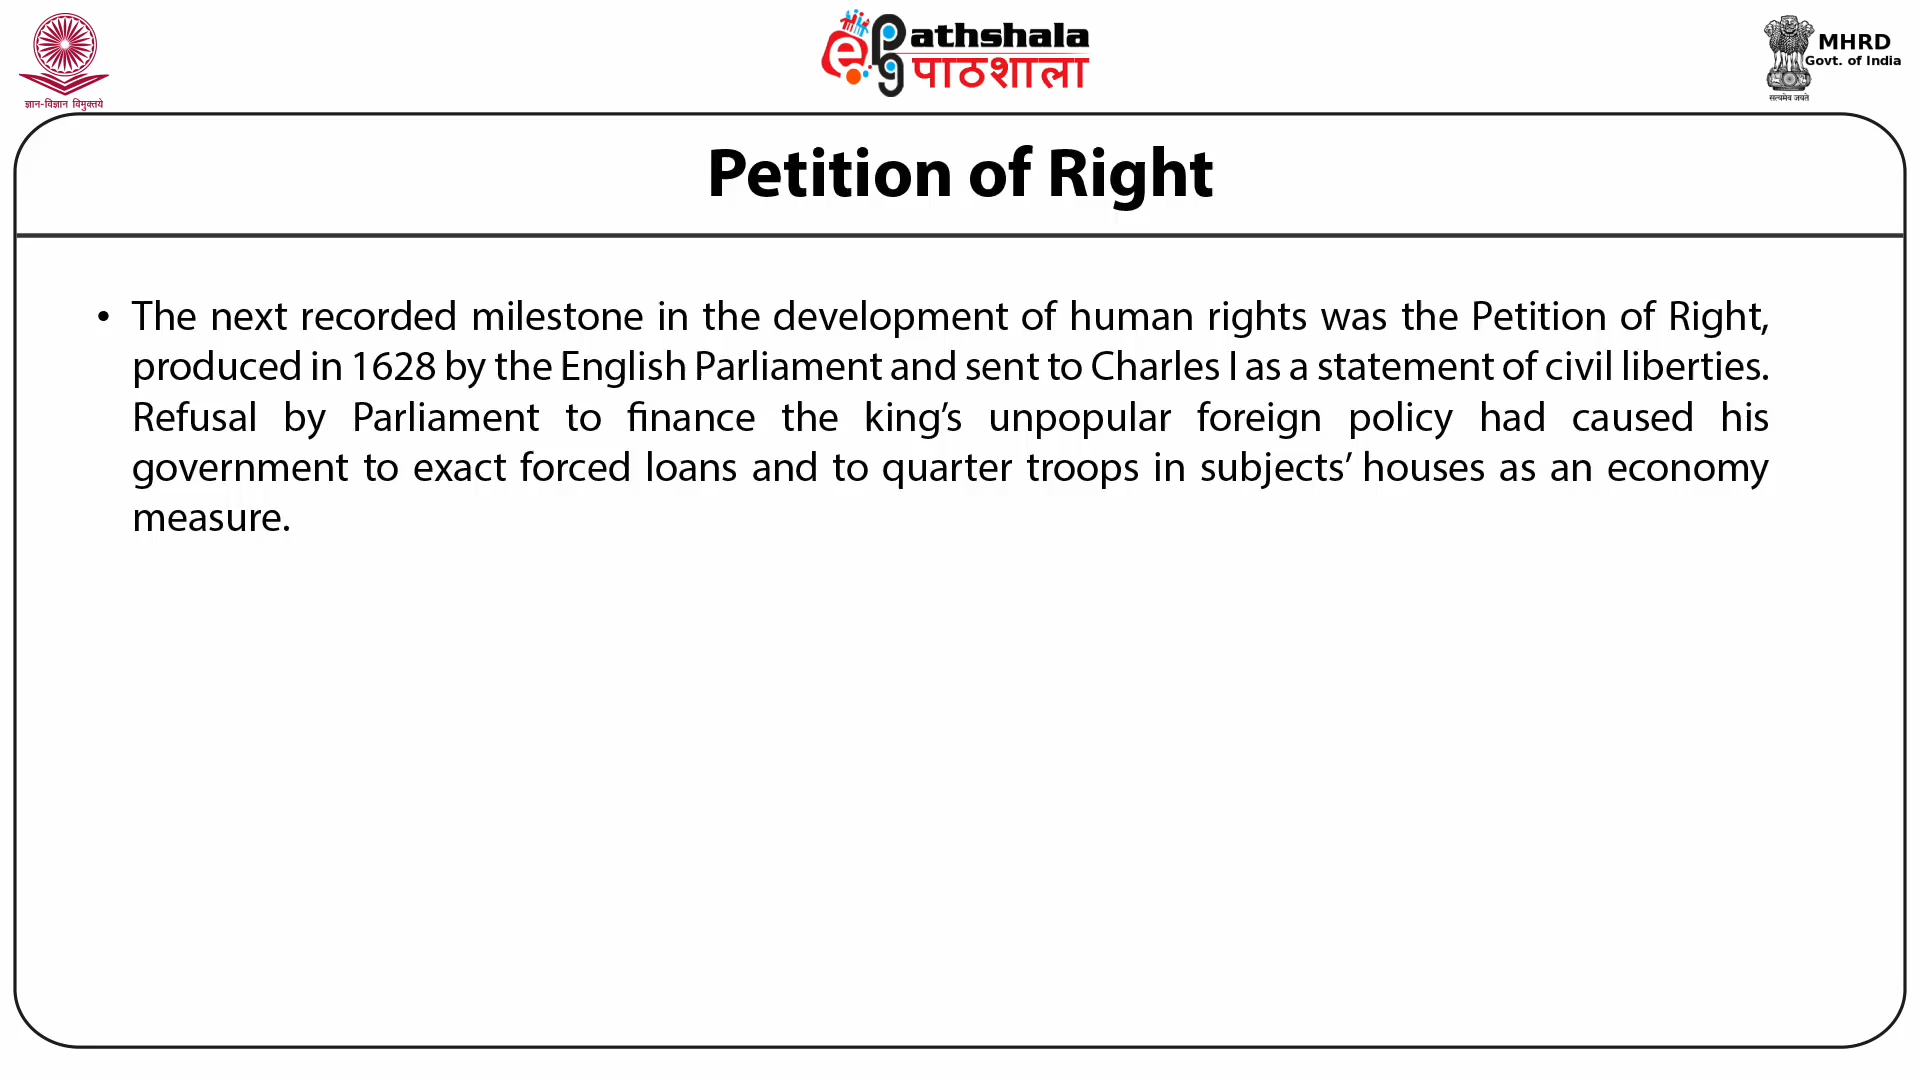 ज्ञान-विज्ञान विमुक्तये
ePG athshala
पाठशाला
MHRD
Govt. of India
सत्यमेव जयते
Petition of Right
• The next recorded milestone in the development of human rights was the Petition of Right,
produced in 1628 by the English Parliament and sent to Charles I as a statement of civil liberties.
Refusal by Parliament to finance the king’s unpopular foreign policy had caused his
government to exact forced loans and to quarter troops in subjects’ houses as an economy
measure.